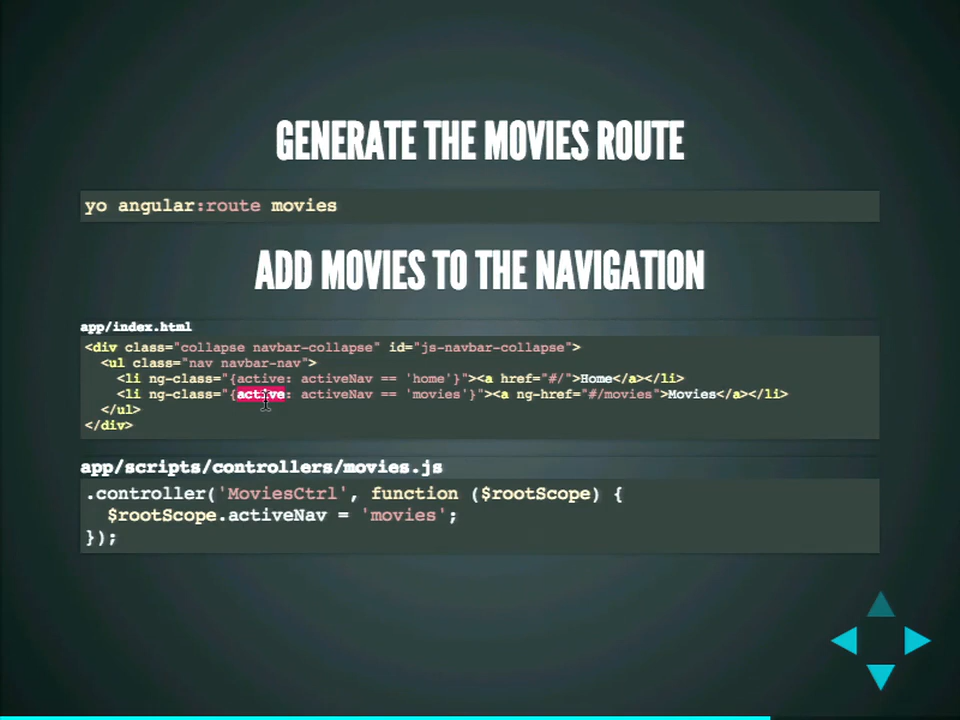 GENERATE THE MOVIES ROUTE
yo angular:route movies
ADD MOVIES TO THE NAVIGATION
app/index.html
<div class="collapse navbar-collapse" id="js-navbar-collapse">
<ul class="nav navbar-nav">
<li ng-class="{active: activeNav == 'home'}"><a href="#/">Home</a></li>
<li ng-class="{active: activeNav == 'movies'}"><a ng-href="#/movies">Movies</a></li>
</ul>
</div>
app/scripts/controllers/movies.js
.controller('MoviesCtrl', function ($rootScope) {
$rootScope.activeNav = 'movies';
});